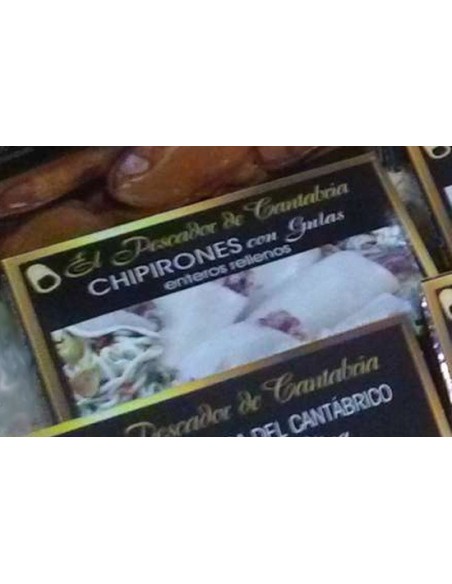 El Pescador de Cantabria
CHIPIRONES con Gulas
enteros rellenos
Pescador de Cantabria
DEL CANTÁBRICO